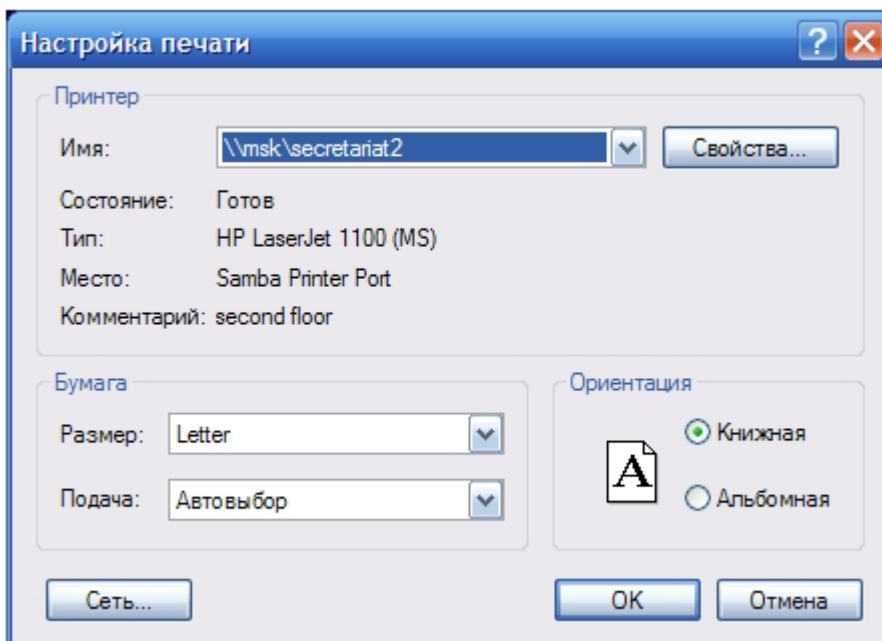 Настройка печати
Принтер
Имя: \\msk\secretariat2 Свойства...
Состояние: Готов
Тип: HP LaserJet 1100 (MS)
Место: Samba Printer Port
Комментарий: second floor
Бумага
Размер: Letter
Подача: Автовыбор
Ориентация
A
Книжная
Альбомная
Сеть... OK Отмена